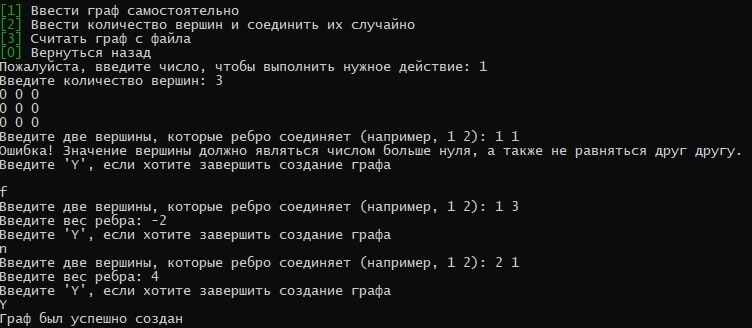 [1] Ввести граф самостоятельно
[2] Ввести количество вершин и соединить их случайно
[3] Считать граф с файла
[0] Вернуться назад
Пожалуйста, введите число, чтобы выполнить нужное действие: 1
Введите количество вершин: 3
0 0 0
0 0 0
0 0 0
Введите две вершины, которые ребро соединяет (например, 1 2): 1 1
Ошибка! Значение вершины должно являться числом больше нуля, а также не равняться друг другу.
Введите 'Y', если хотите завершить создание графа
f
Введите две вершины, которые ребро соединяет (например, 1 2): 1 3
Введите вес ребра: -2
Введите 'Y', если хотите завершить создание графа
n
Введите две вершины, которые ребро соединяет (например, 1 2): 2 1
Введите вес ребра: 4
Введите 'Y', если хотите завершить создание графа
Y
Граф был успешно создан